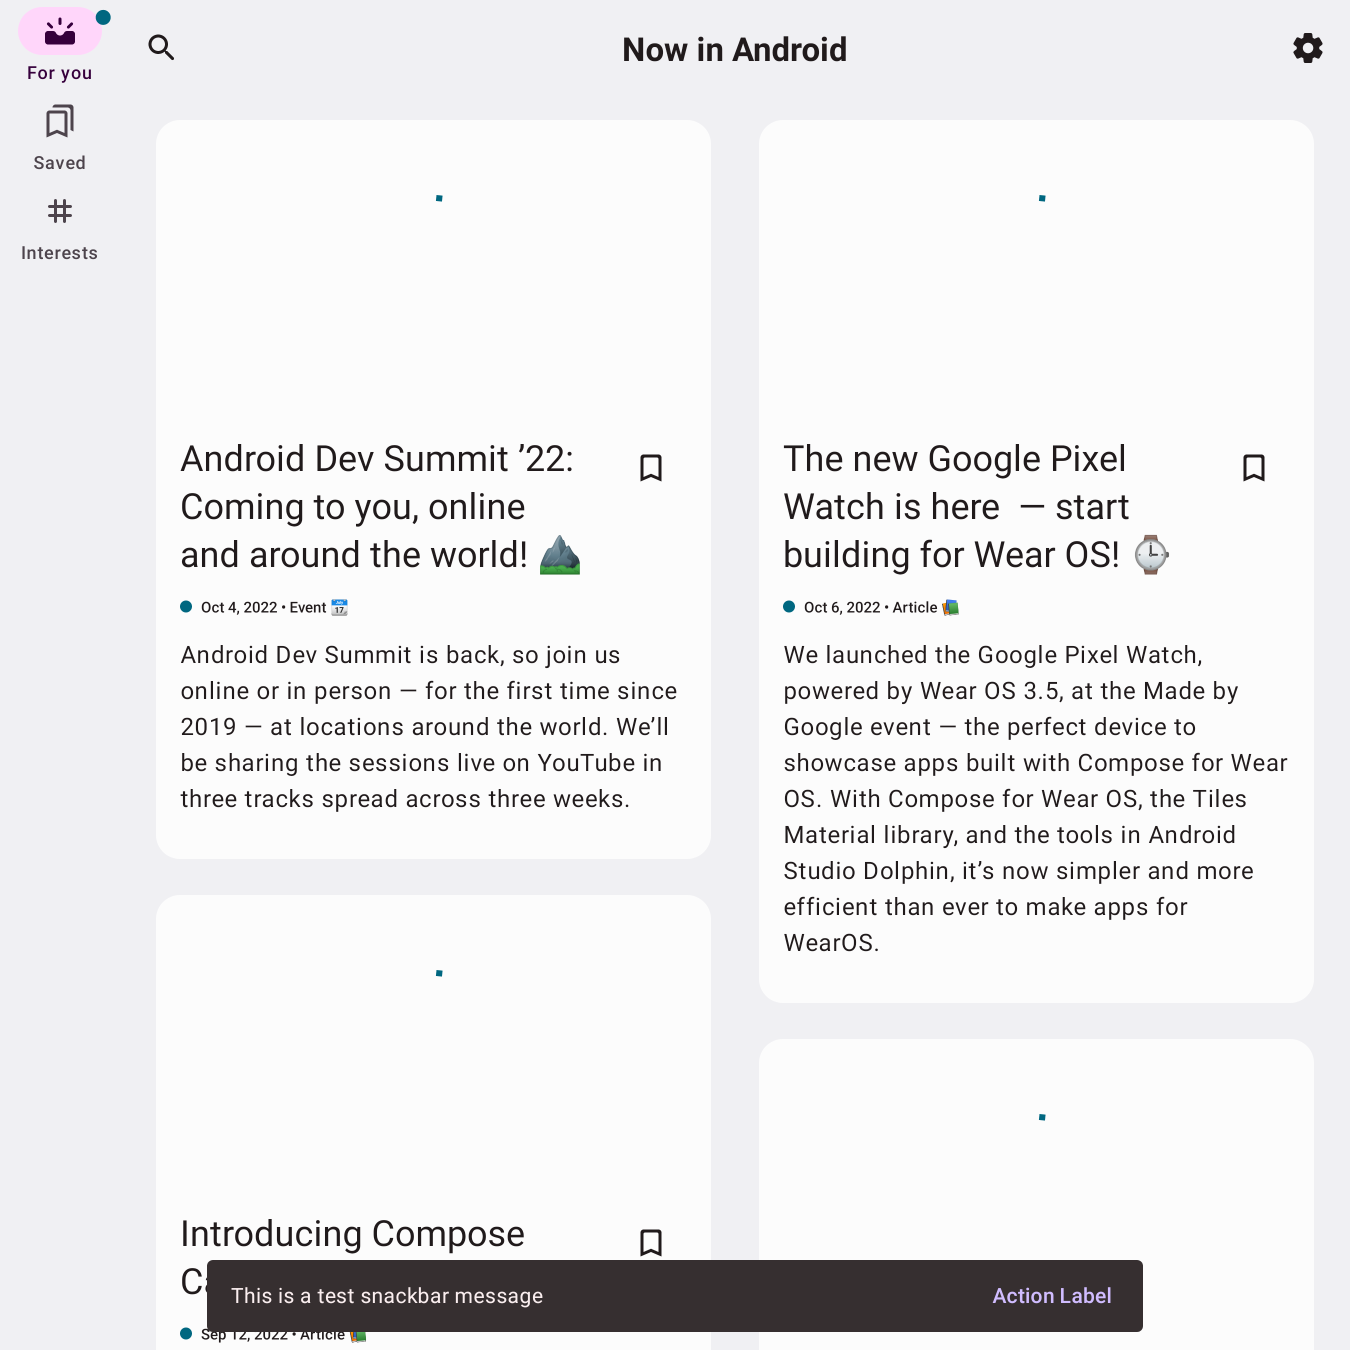 For you
Saved
Interests
Now in Android
Android Dev Summit ’22:
Coming to you, online
and around the world! ⛰️
Oct 4, 2022 • Event 📆
Android Dev Summit is back, so join us
online or in person — for the first time since
2019 — at locations around the world. We’ll
be sharing the sessions live on YouTube in
three tracks spread across three weeks.
The new Google Pixel
Watch is here  — start
building for Wear OS! ⌚
Oct 6, 2022 • Article 📚
We launched the Google Pixel Watch,
powered by Wear OS 3.5, at the Made by
Google event — the perfect device to
showcase apps built with Compose for Wear
OS. With Compose for Wear OS, the Tiles
Material library, and the tools in Android
Studio Dolphin, it’s now simpler and more
efficient than ever to make apps for
WearOS.
Introducing Compose
Sep 12, 2022 • Article 📚
This is a test snackbar message
Action Label